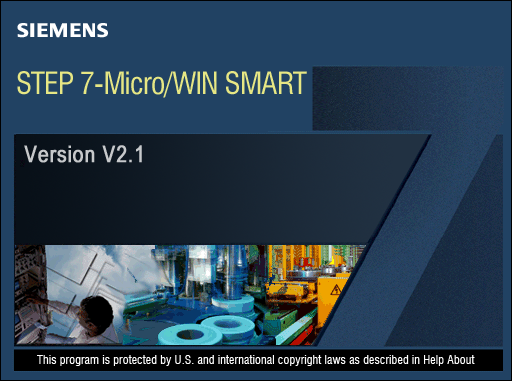 SIEMENS
STEP 7-Micro/WIN SMART
Version V2.1
This program is protected by U.S. and international copyright laws as described in Help About